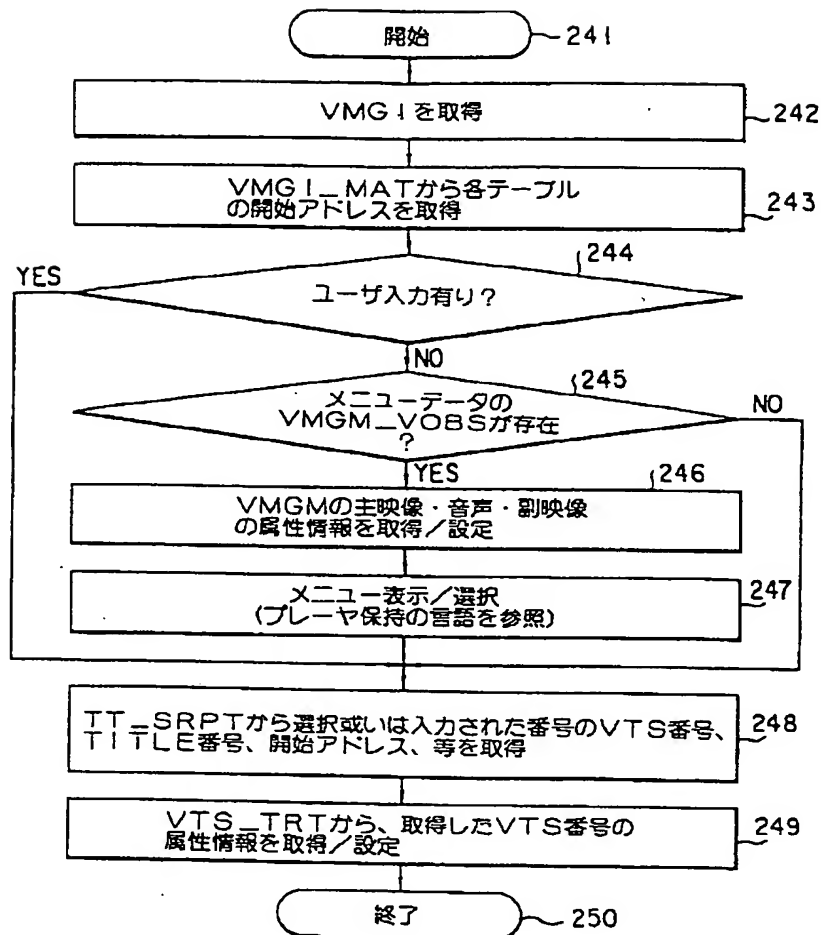 開始
241
VMGIを取得
242
VMGI_MATから各テーブル
の開始アドレスを取得
243
244
YES
ユーザ入力有り?
NO
245
メニューデータの
VMGM_VOBSが存在
?
NO
YES
246
VMGMの主映像・音声・副映像
の属性情報を取得/設定
メニュー表示/選択
(プレーヤ保持の言語を参照)
247
TT_SRPTから選択或いは入力された番号のVTS番号、
TITLE番号、開始アドレス、等を取得
248
VTS_TRTから、取得したVTS番号の
属性情報を取得/設定
249
終了
250